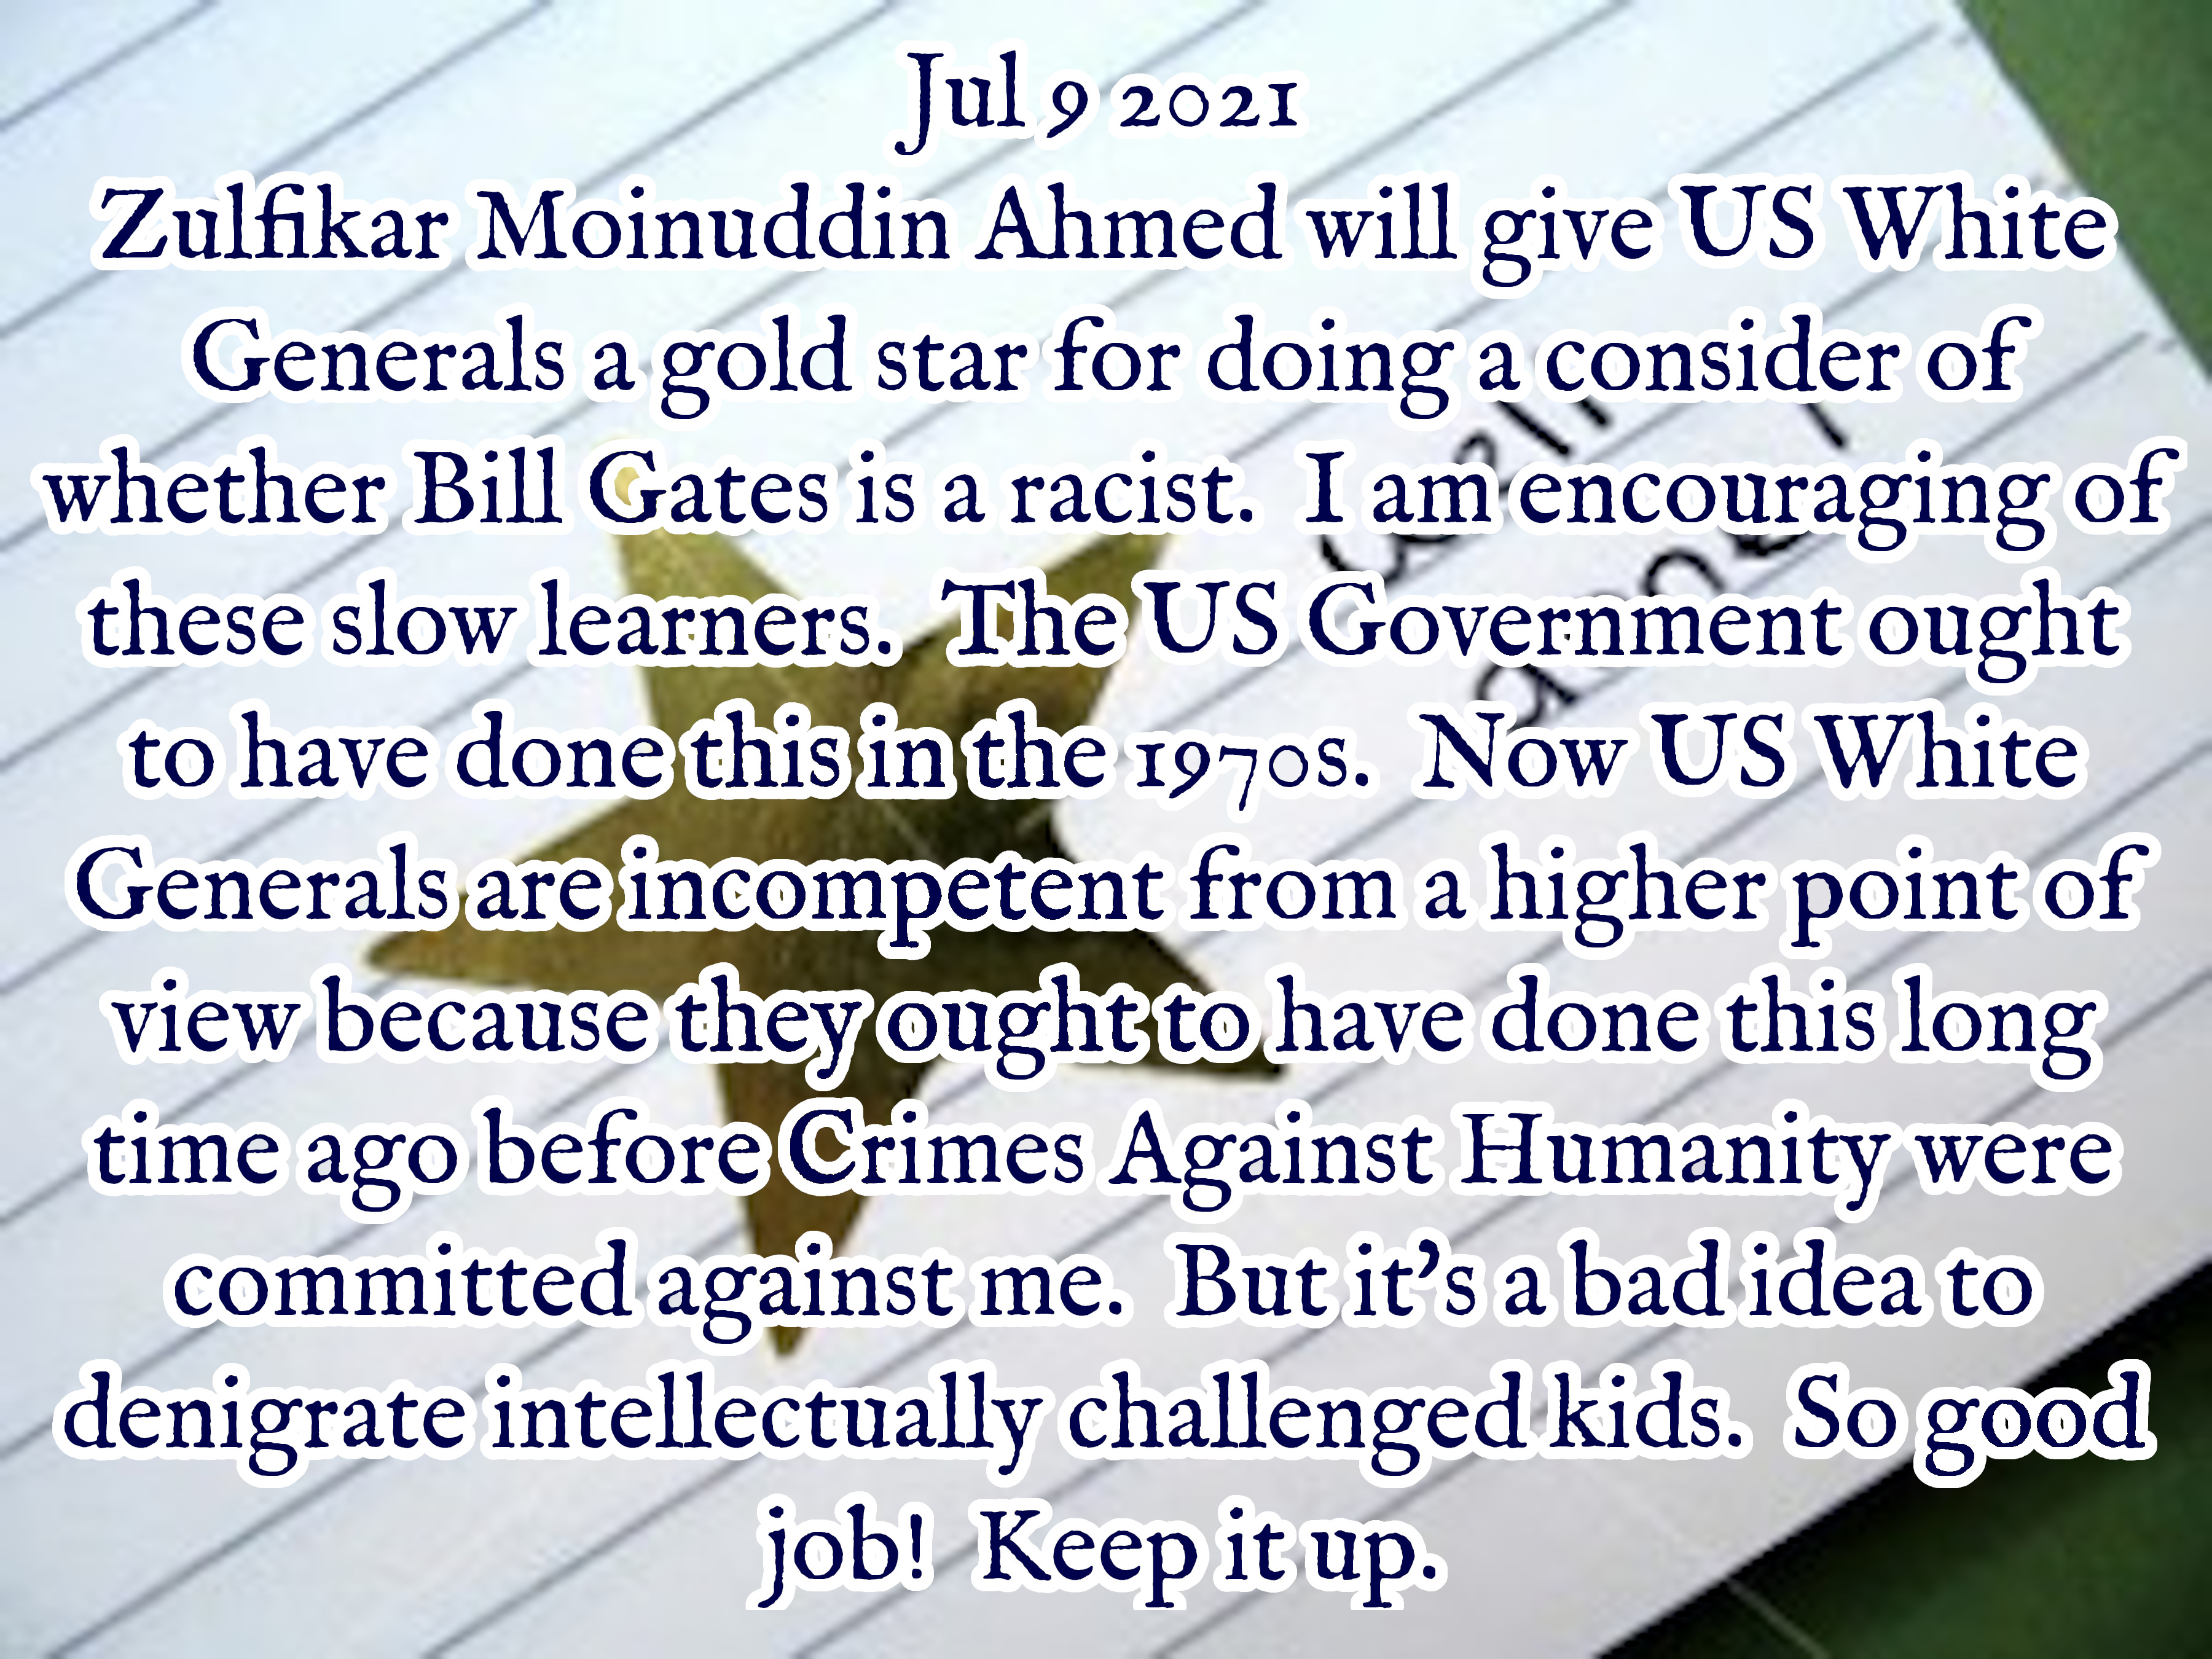 Jul 9 2021
Zulfikar Moinuddin Ahmed will give US White
Generals a gold star for doing a consider of
whether Bill Gates is a racist. I am encouraging of
these slow learners. The US Government ought
to have done this in the 1970s. Now US White
Generals are incompetent from a higher point of
view because they ought to have done this long
time ago before Crimes Against Humanity were
committed against me. But it's a bad idea to
denigrate intellectually challenged kids. So good
job! Keep it up.